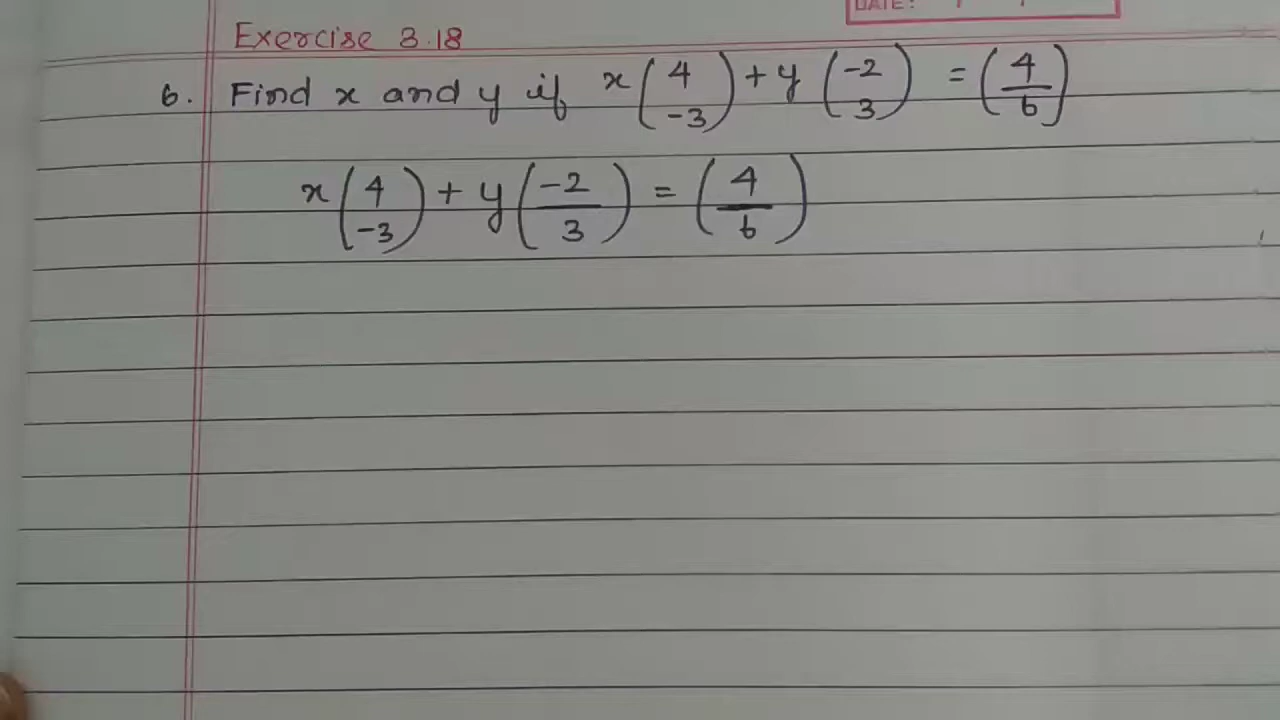 DATE:
Exercise 3.18
6. Find x and y if x(4 -3) + y(-2 3) = (4 6)
x(4 -3) + y(-2 3) = (4 6)